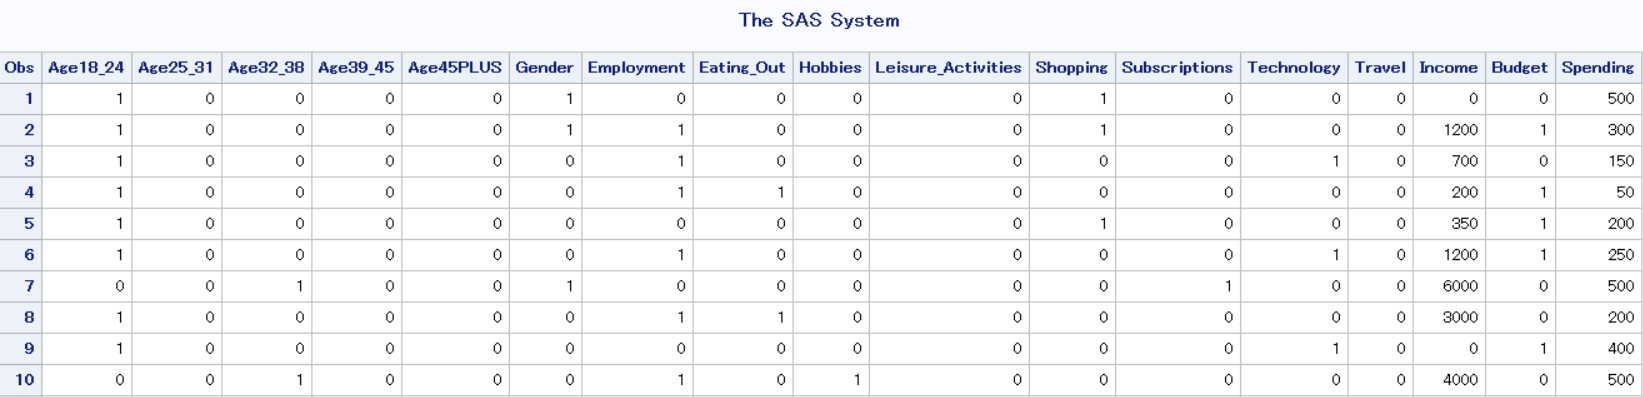 The SAS System
Obs Age18_24 Age25_31 Age32_38 Age39_45 Age45PLUS Gender Employment Eating_Out Hobbies Leisure_Activities Shopping Subscriptions Technology Travel Income Budget Spending
1 1 0 0 0 0 1 0 0 0 0 1 0 0 0 0 0 500
2 1 0 0 0 0 1 1 0 0 0 1 0 0 0 1200 1 300
3 1 0 0 0 0 0 1 0 0 0 0 0 1 0 700 0 150
4 1 0 0 0 0 0 1 1 0 0 0 0 0 0 200 1 50
5 1 0 0 0 0 0 0 0 0 0 1 0 0 0 350 1 200
6 1 0 0 0 0 0 1 0 0 0 0 0 1 0 1200 1 250
7 0 0 1 0 0 1 0 0 0 0 0 1 0 0 6000 0 500
8 1 0 0 0 0 0 1 1 0 0 0 0 0 0 3000 0 200
9 1 0 0 0 0 0 0 0 0 0 0 0 1 0 0 1 400
10 0 0 1 0 0 0 1 0 1 0 0 0 0 0 4000 0 500